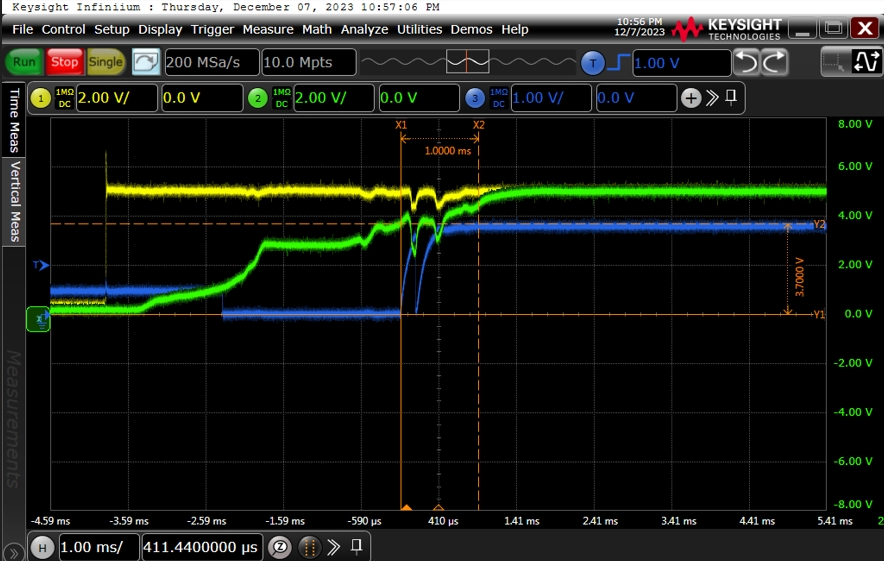 Keysight Infiniium : Thursday, December 07, 2023 10:57:06 PM
File Control Setup Display Trigger Measure Math Analyze Utilities Demos Help
10:56 PM
12/7/2023
KEYSIGHT
TECHNOLOGIES
Run Stop Single 200 MSa/s 10.0 Mpts T 1.00 V
1 1MΩ DC 2.00 V/ 0.0 V 2 1MΩ DC 2.00 V/ 0.0 V 3 1MΩ DC 1.00 V/ 0.0 V
Time Meas
Vertical Meas
Measurements
X1 X2
1.0000 ms
8.00 V
6.00 V
4.00 V
Y2
2.00 V
T
3.7000 V
0.0 V
Y1
-2.00 V
-4.00 V
-6.00 V
-8.00 V
-4.59 ms -3.59 ms -2.59 ms -1.59 ms -590 µs 410 µs 1.41 ms 2.41 ms 3.41 ms 4.41 ms 5.41 ms 2
H 1.00 ms/ 411.4400000 µs Z